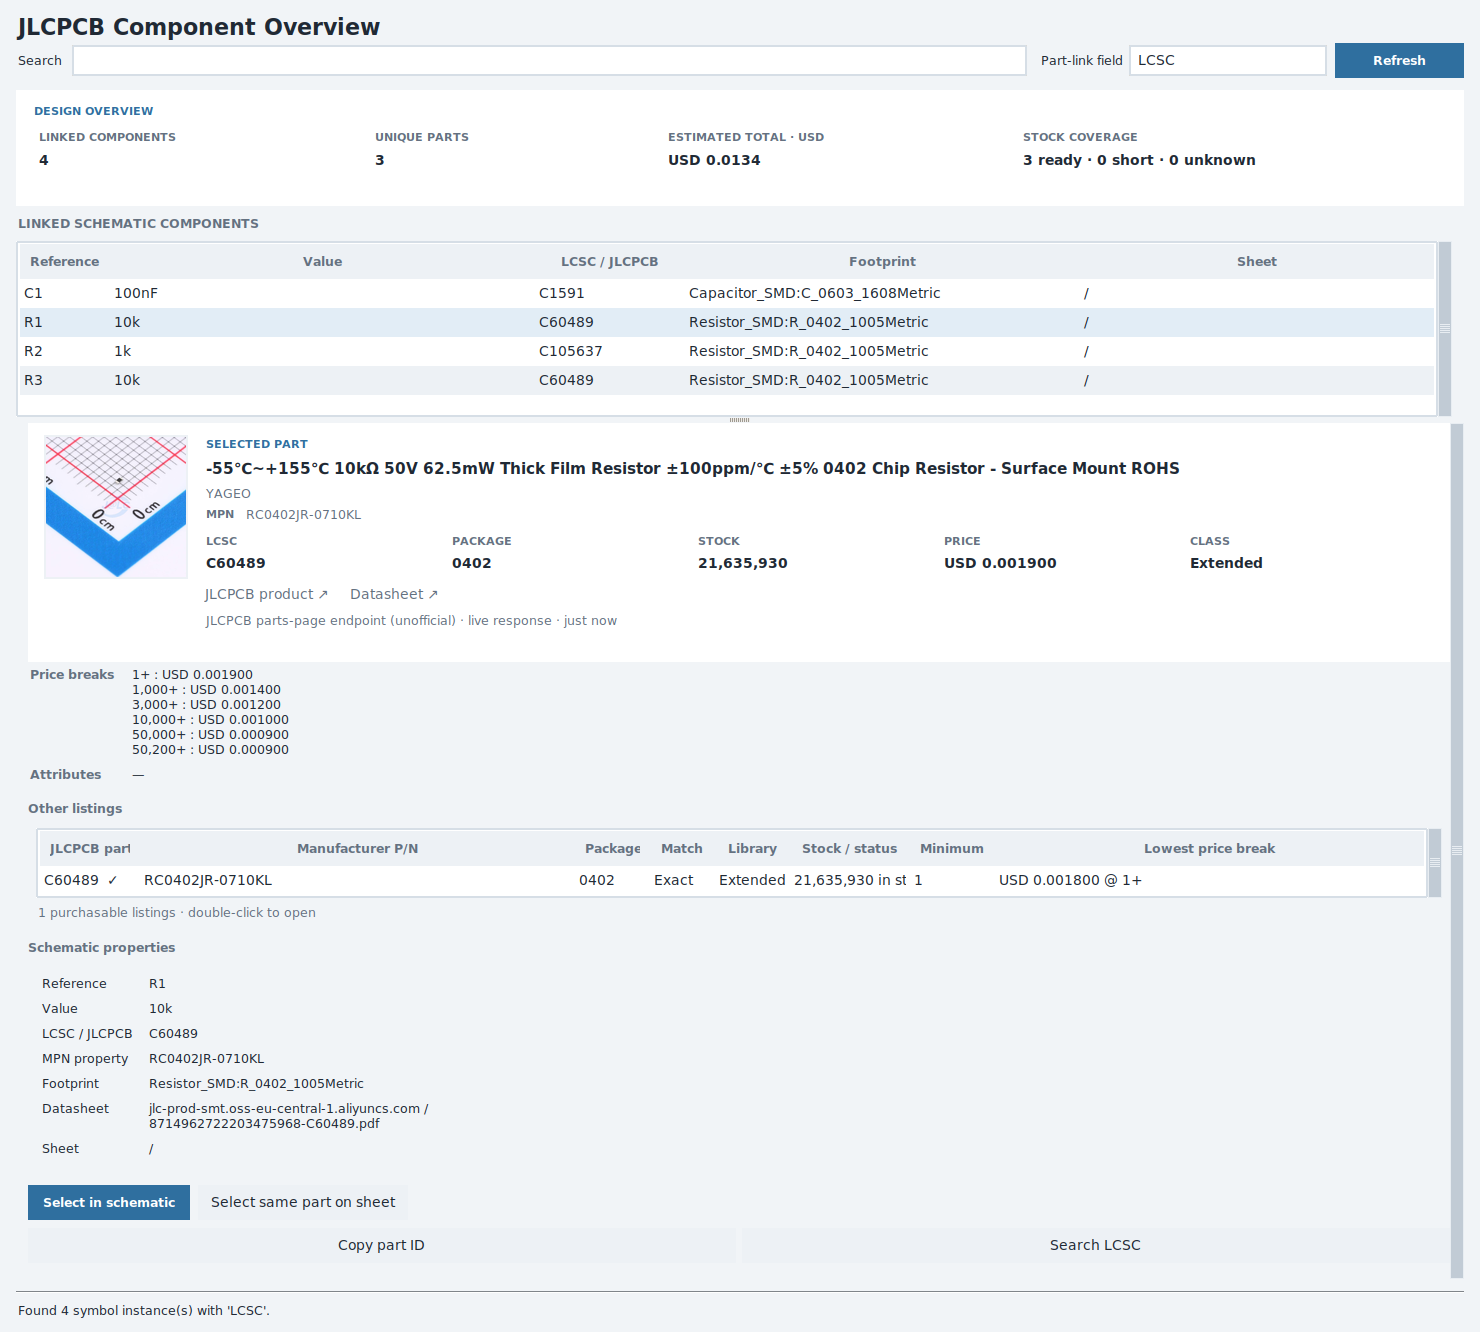 JLCPCB Component Overview
Search
Part-link field LCSC Refresh
DESIGN OVERVIEW
LINKED COMPONENTS UNIQUE PARTS ESTIMATED TOTAL · USD STOCK COVERAGE
4 3 USD 0.0134 3 ready · 0 short · 0 unknown
LINKED SCHEMATIC COMPONENTS
Reference Value LCSC / JLCPCB Footprint Sheet
C1 100nF C1591 Capacitor_SMD:C_0603_1608Metric /
R1 10k C60489 Resistor_SMD:R_0402_1005Metric /
R2 1k C105637 Resistor_SMD:R_0402_1005Metric /
R3 10k C60489 Resistor_SMD:R_0402_1005Metric /
0cm 0cm
SELECTED PART
-55℃~+155℃ 10kΩ 50V 62.5mW Thick Film Resistor ±100ppm/℃ ±5% 0402 Chip Resistor - Surface Mount ROHS
YAGEO
MPN RC0402JR-0710KL
LCSC PACKAGE STOCK PRICE CLASS
C60489 0402 21,635,930 USD 0.001900 Extended
JLCPCB product ↗ Datasheet ↗
JLCPCB parts-page endpoint (unofficial) · live response · just now
Price breaks 1+ : USD 0.001900
1,000+ : USD 0.001400
3,000+ : USD 0.001200
10,000+ : USD 0.001000
50,000+ : USD 0.000900
50,200+ : USD 0.000900
Attributes —
Other listings
JLCPCB part Manufacturer P/N Package Match Library Stock / status Minimum Lowest price break
C60489 ✓ RC0402JR-0710KL 0402 Exact Extended 21,635,930 in st 1 USD 0.001800 @ 1+
1 purchasable listings · double-click to open
Schematic properties
Reference R1
Value 10k
LCSC / JLCPCB C60489
MPN property RC0402JR-0710KL
Footprint Resistor_SMD:R_0402_1005Metric
Datasheet jlc-prod-smt.oss-eu-central-1.aliyuncs.com /
8714962722203475968-C60489.pdf
Sheet /
Select in schematic Select same part on sheet
Copy part ID Search LCSC
Found 4 symbol instance(s) with 'LCSC'.